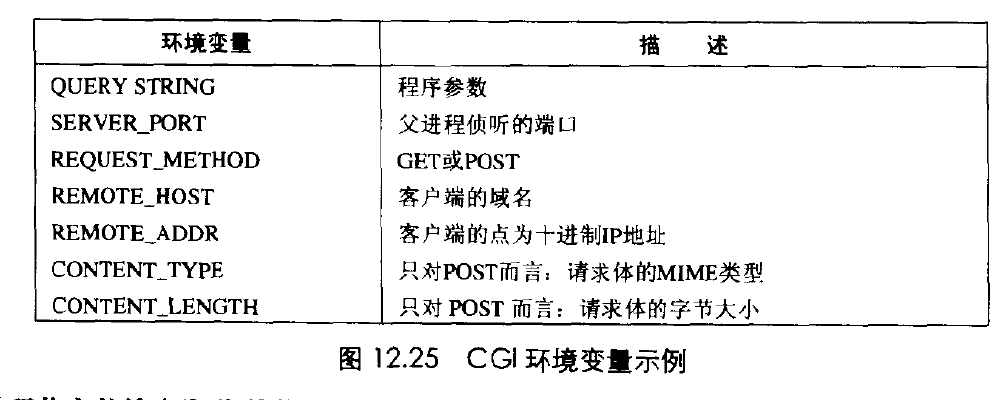 环境变量 描 述
QUERY STRING 程序参数
SERVER_PORT 父进程侦听的端口
REQUEST_METHOD GET或POST
REMOTE_HOST 客户端的域名
REMOTE_ADDR 客户端的点为十进制IP地址
CONTENT_TYPE 只对POST而言：请求体的MIME类型
CONTENT_LENGTH 只对 POST 而言：请求体的字节大小
图 12.25 CGI 环境变量示例